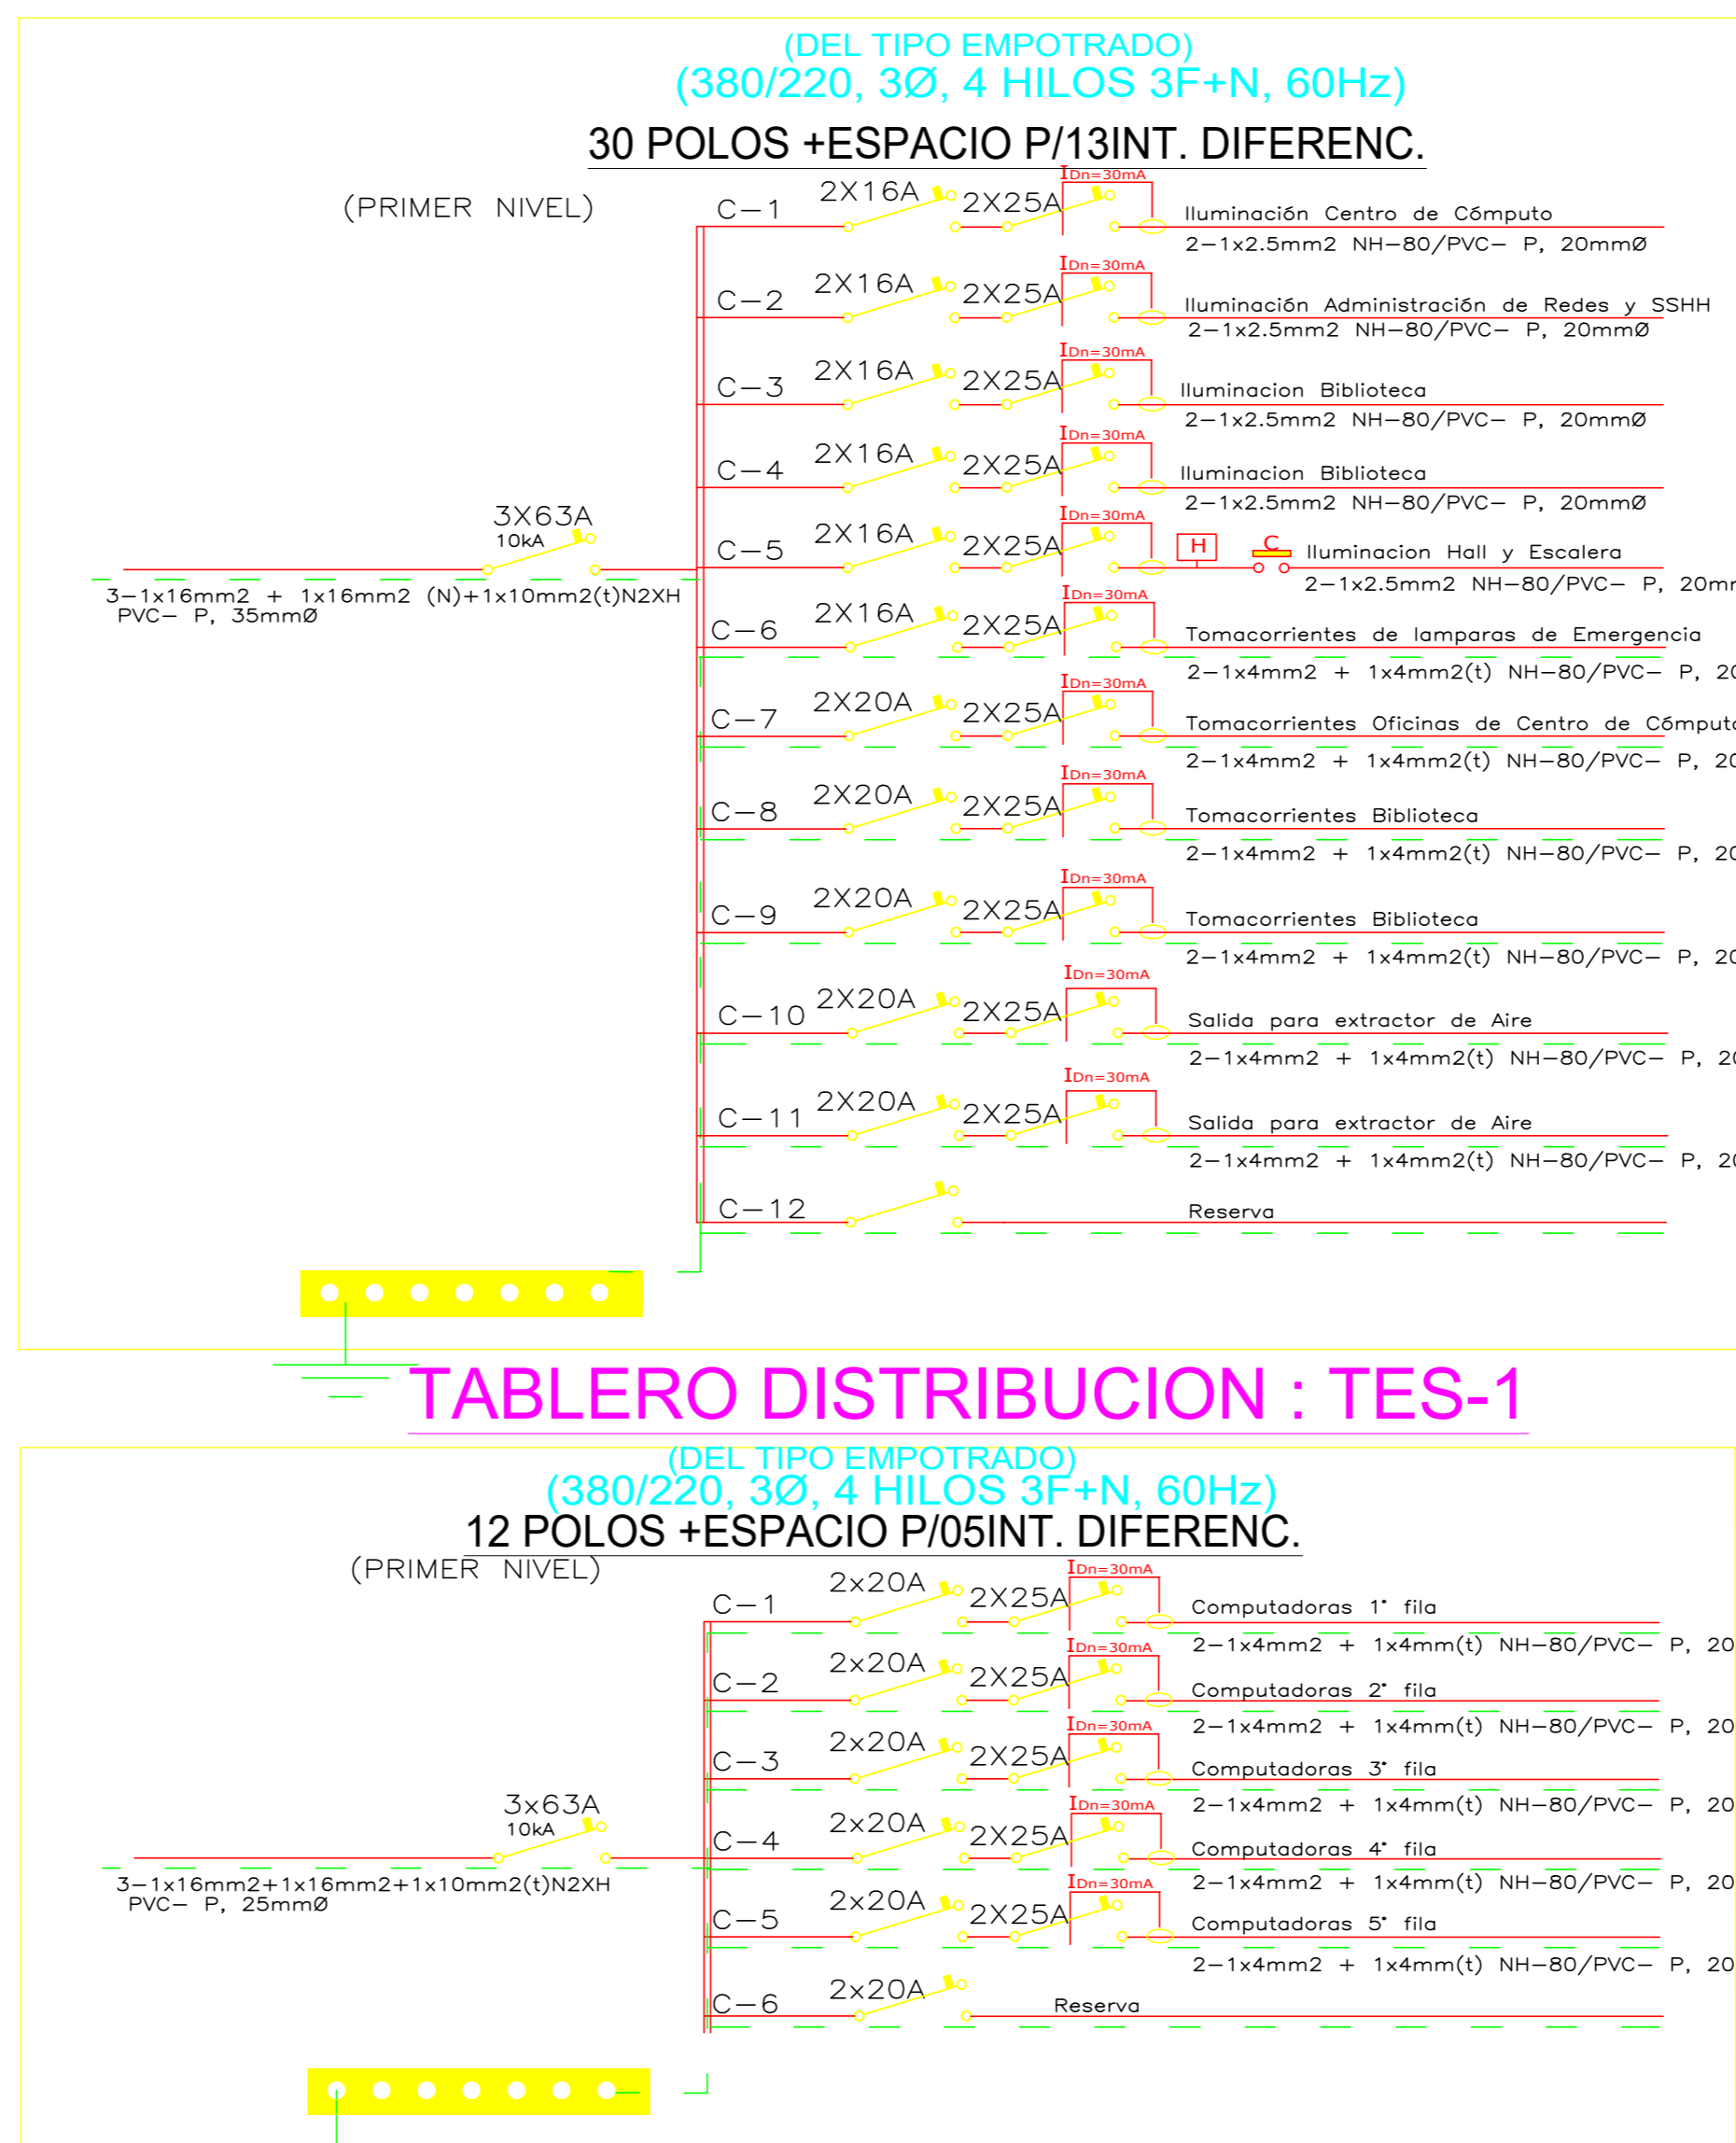 (DEL TIPO EMPOTRADO)
(380/220, 3Ø, 4 HILOS 3F+N, 60Hz)
30 POLOS +ESPACIO P/13INT. DIFERENC.
(PRIMER NIVEL)
C-1 2X16A 2X25A IDn=30mA Iluminación Centro de Cómputo
2-1x2.5mm2 NH-80/PVC- P, 20mmØ
C-2 2X16A 2X25A IDn=30mA Iluminación Administración de Redes y SSHH
2-1x2.5mm2 NH-80/PVC- P, 20mmØ
C-3 2X16A 2X25A IDn=30mA Iluminacion Biblioteca
2-1x2.5mm2 NH-80/PVC- P, 20mmØ
C-4 2X16A 2X25A IDn=30mA Iluminacion Biblioteca
2-1x2.5mm2 NH-80/PVC- P, 20mmØ
3X63A
10kA
3-1x16mm2 + 1x16mm2 (N)+1x10mm2(t)N2XH
PVC- P, 35mmØ
C-5 2X16A 2X25A IDn=30mA H C Iluminacion Hall y Escalera
2-1x2.5mm2 NH-80/PVC- P, 20m
C-6 2X16A 2X25A IDn=30mA Tomacorrientes de lamparas de Emergencia
2-1x4mm2 + 1x4mm2(t) NH-80/PVC- P, 20
C-7 2X20A 2X25A IDn=30mA Tomacorrientes Oficinas de Centro de Cómputo
2-1x4mm2 + 1x4mm2(t) NH-80/PVC- P, 20
C-8 2X20A 2X25A IDn=30mA Tomacorrientes Biblioteca
2-1x4mm2 + 1x4mm2(t) NH-80/PVC- P, 20
C-9 2X20A 2X25A IDn=30mA Tomacorrientes Biblioteca
2-1x4mm2 + 1x4mm2(t) NH-80/PVC- P, 20
C-10 2X20A 2X25A IDn=30mA Salida para extractor de Aire
2-1x4mm2 + 1x4mm2(t) NH-80/PVC- P, 20
C-11 2X20A 2X25A IDn=30mA Salida para extractor de Aire
2-1x4mm2 + 1x4mm2(t) NH-80/PVC- P, 20
C-12 Reserva
TABLERO DISTRIBUCION : TES-1
(DEL TIPO EMPOTRADO)
(380/220, 3Ø, 4 HILOS 3F+N, 60Hz)
12 POLOS +ESPACIO P/05INT. DIFERENC.
(PRIMER NIVEL)
C-1 2x20A 2X25A IDn=30mA Computadoras 1° fila
2-1x4mm2 + 1x4mm(t) NH-80/PVC- P, 20
C-2 2x20A 2X25A IDn=30mA Computadoras 2° fila
2-1x4mm2 + 1x4mm(t) NH-80/PVC- P, 20
C-3 2x20A 2X25A IDn=30mA Computadoras 3° fila
2-1x4mm2 + 1x4mm(t) NH-80/PVC- P, 20
3x63A
10kA
3-1x16mm2+1x16mm2+1x10mm2(t)N2XH
PVC- P, 25mmØ
C-4 2x20A 2X25A IDn=30mA Computadoras 4° fila
2-1x4mm2 + 1x4mm(t) NH-80/PVC- P, 20
C-5 2x20A 2X25A IDn=30mA Computadoras 5° fila
2-1x4mm2 + 1x4mm(t) NH-80/PVC- P, 20
C-6 2x20A Reserva